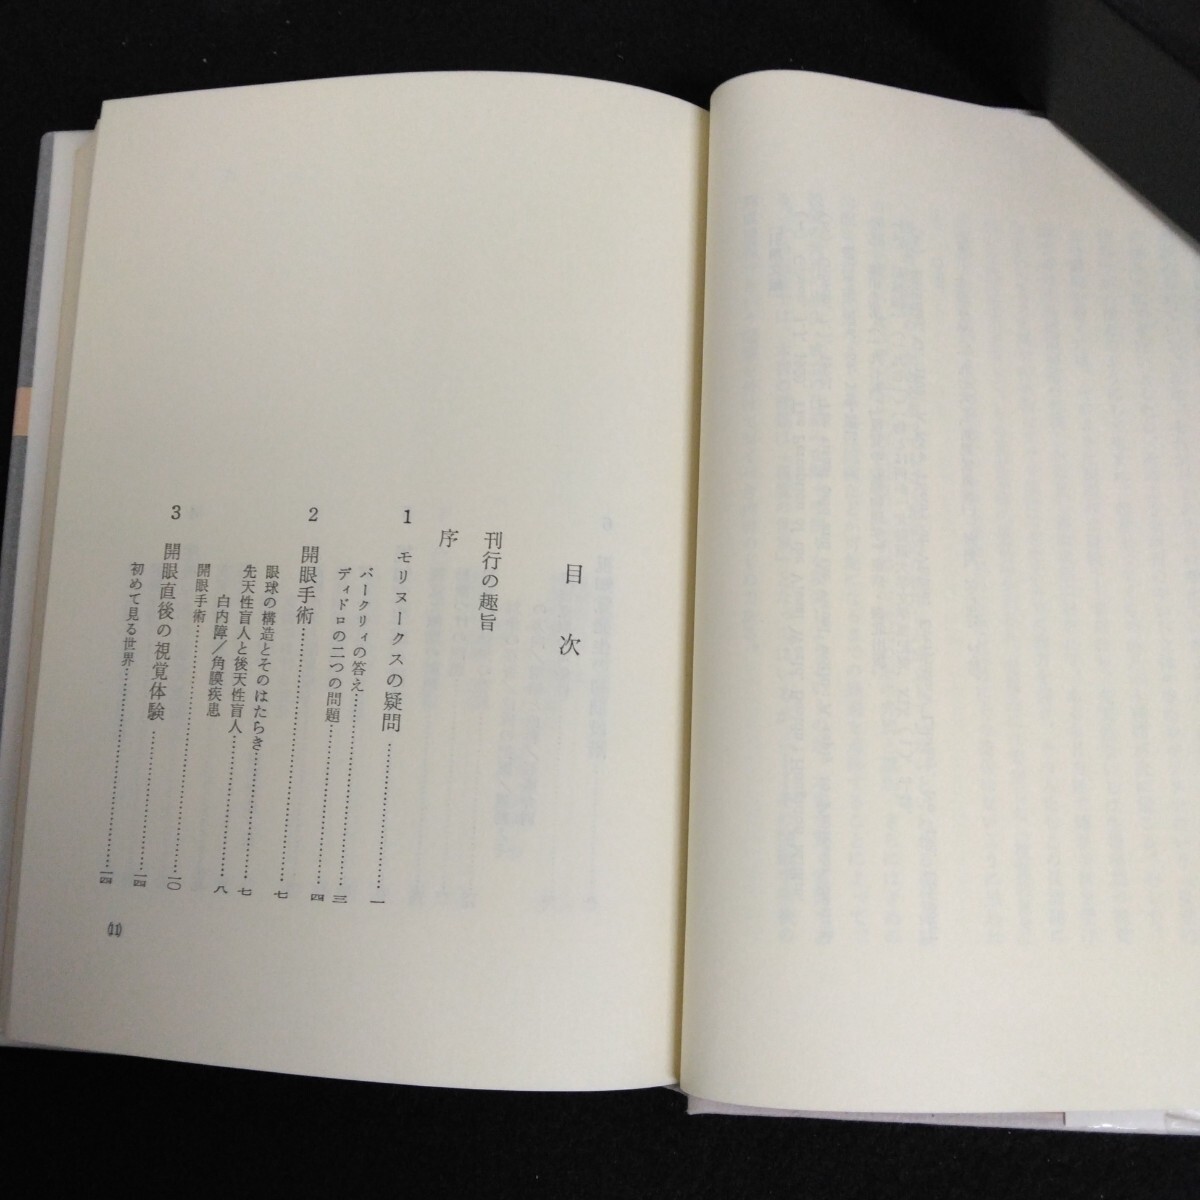 目次
刊行の趣旨
序
1 モリヌークスの疑問……一
バークリィの答え……三
ディドロの二つの問題……四
2 開眼手術……七
眼球の構造とそのはたらき……七
先天性盲人と後天性盲人……八
白内障／角膜疾患
開眼手術……一〇
3 開眼直後の視覚体験……一四
初めて見る世界……一四
(11)